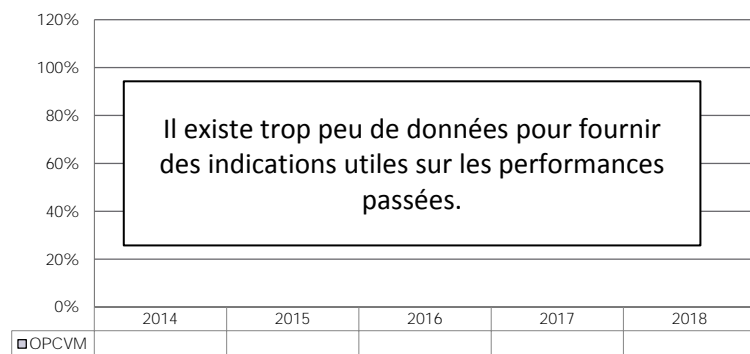 120%
100%
80%
60%
40%
20%
0%
Il existe trop peu de données pour fournir
des indications utiles sur les performances
passées.
2014 2015 2016 2017 2018
OPCVM